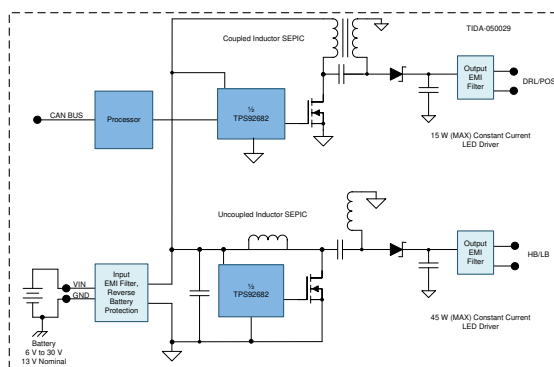 TIDA-050029
Coupled Inductor SEPIC
CAN BUS
Processor
½
TPS92682
Output
EMI
Filter
DRL/POS
15 W (MAX) Constant Current
LED Driver
Uncoupled Inductor SEPIC
VIN
GND
Input
EMI Filter,
Reverse
Battery
Protection
½
TPS92682
Output
EMI
Filter
HB/LB
45 W (MAX) Constant Current
LED Driver
Battery
6 V to 30 V
13 V Nominal